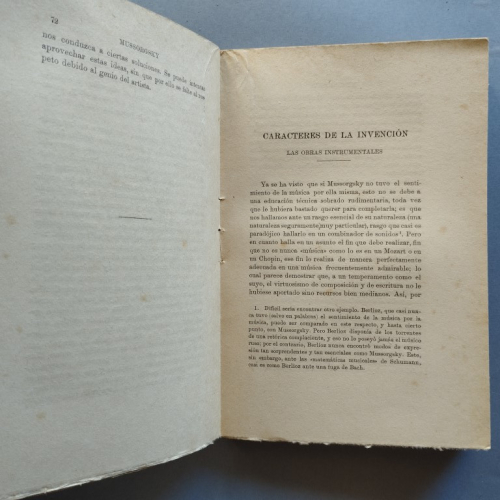 72
MUSSORGSKY
nos conduzca a ciertas soluciones. Se puede intentar
aprovechar estas ideas, sin que por ello se falte al res-
peto debido al genio del artista.
CARACTERES DE LA INVENCIÓN
LAS OBRAS INSTRUMENTALES
Ya se ha visto que si Mussorgsky no tuvo el senti-
miento de la música por ella misma, esto no se debe a
una educación técnica sobrado rudimentaria, toda vez
que le hubiera bastado querer para completarla; es que
nos hallamos ante un rasgo esencial de su naturaleza (una
naturaleza seguramente muy particular), rasgo que casi es
paradójico hallarlo en un combinador de sonidos¹. Pero
en cuanto halla en un asunto el fin que debe realizar, fin
que no es nunca «música» como lo es en un Mozart o en
un Chopin, ese fin lo realiza de manera perfectamente
adecuada en una música frecuentemente admirable; lo
cual parece demostrar que, a un temperamento como el
suyo, el virtuosismo de composición y de escritura no le
hubiese aportado sino recursos bien medianos. Así, por
1. Difícil sería encontrar otro ejemplo. Berlioz, que casi nun-
ca tuvo (salvo en palabras) el sentimiento de la música por la
música, puede ser comparado en este respecto, y hasta cierto
punto, con Mussorgsky. Pero Berlioz disponía de los torrentes
de una retórica complaciente, y eso no lo poseyó jamás el músico
ruso; por el contrario, Berlioz nunca encontró modos de expre-
sión tan sorprendentes y tan esenciales como Mussorgsky. Este,
sin embargo, ante las «matemáticas musicales» de Schumann,
casi es como Berlioz ante una fuga de Bach.